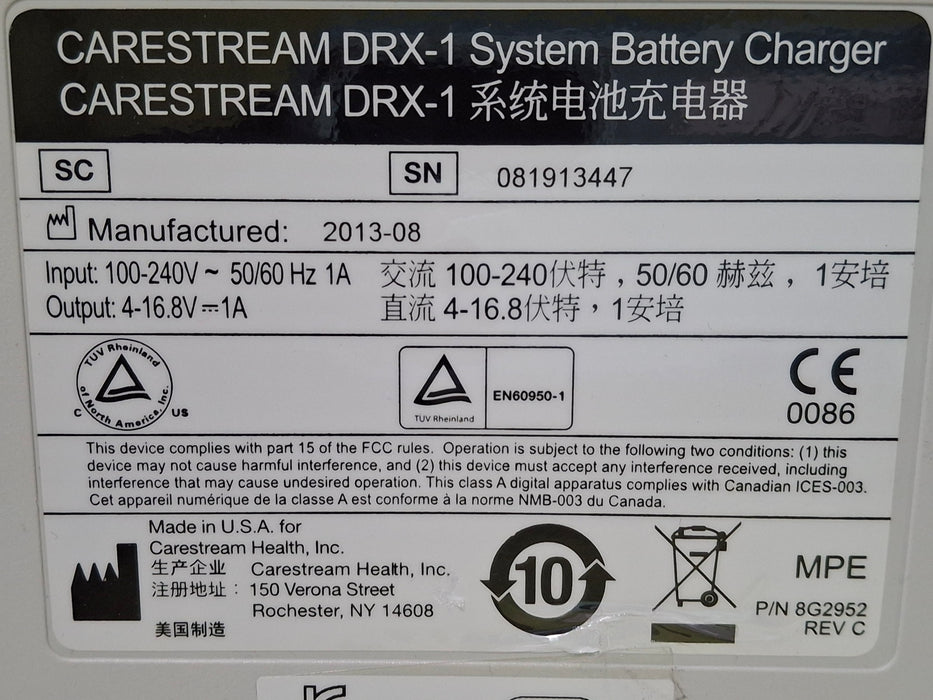 CARESTREAM DRX-1 System Battery Charger
CARESTREAM DRX-1 系统电池充电器
SC SN 081913447
Manufactured: 2013-08
Input: 100-240V ~ 50/60 Hz 1A 交流 100-240伏特，50/60 赫兹，1安培
Output: 4-16.8V⎓1A 直流 4-16.8伏特，1安培
TUV Rheinland of North America, Inc.
C US
TUV Rheinland EN60950-1
CE
0086
This device complies with part 15 of the FCC rules. Operation is subject to the following two conditions: (1) this
device may not cause harmful interference, and (2) this device must accept any interference received, including
interference that may cause undesired operation. This class A digital apparatus complies with Canadian ICES-003.
Cet appareil numérique de la classe A est conforme à la norme NMB-003 du Canada.
Made in U.S.A. for
Carestream Health, Inc.
生产企业 Carestream Health, Inc.
注册地址： 150 Verona Street
Rochester, NY 14608
美国制造
10
MPE
P/N 8G2952
REV C